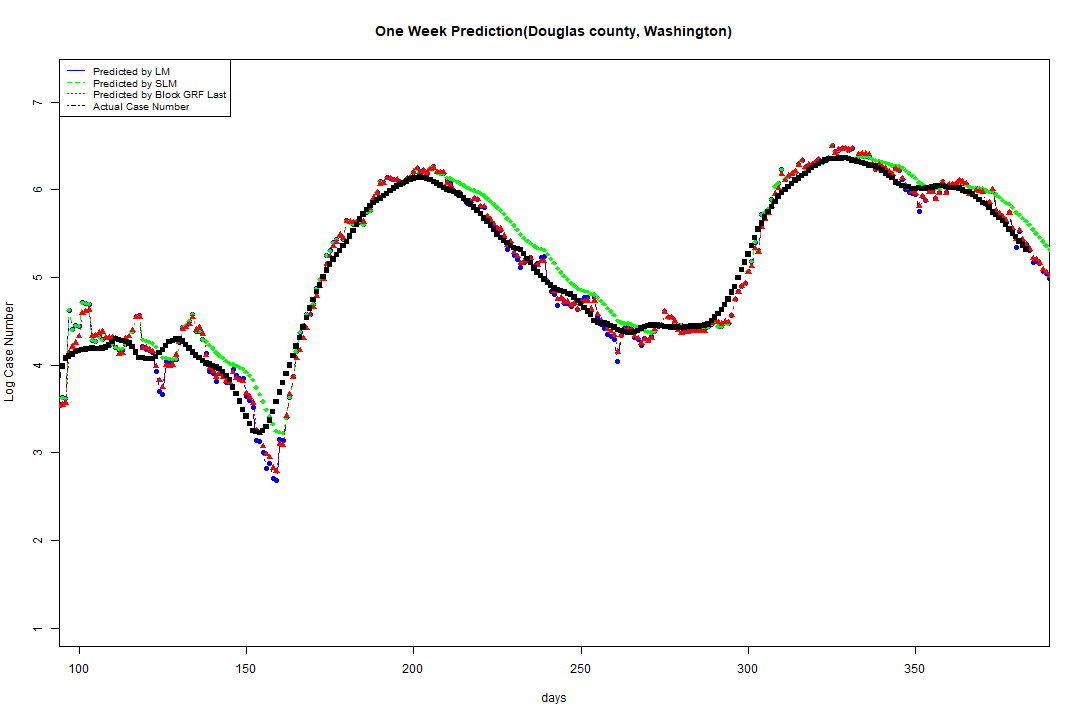 One Week Prediction(Douglas county, Washington)
Predicted by LM
Predicted by SLM
Predicted by Block GRF Last
Actual Case Number
7
6
5
4
3
2
1
Log Case Number
100 150 200 250 300 350
days